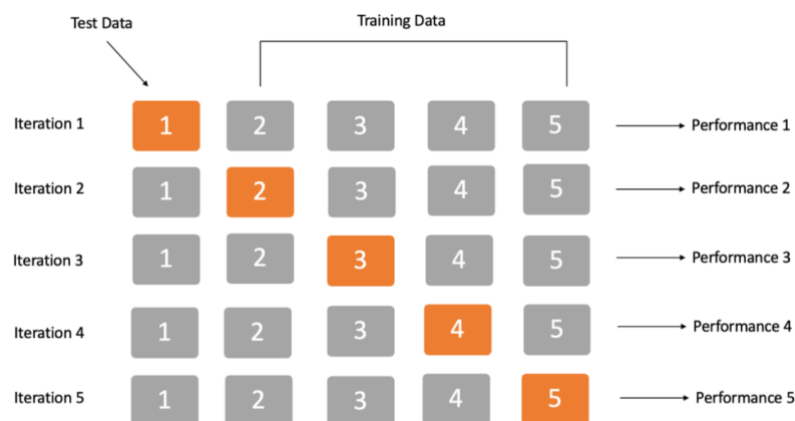 Test Data
Training Data
Iteration 1 1 2 3 4 5 Performance 1
Iteration 2 1 2 3 4 5 Performance 2
Iteration 3 1 2 3 4 5 Performance 3
Iteration 4 1 2 3 4 5 Performance 4
Iteration 5 1 2 3 4 5 Performance 5